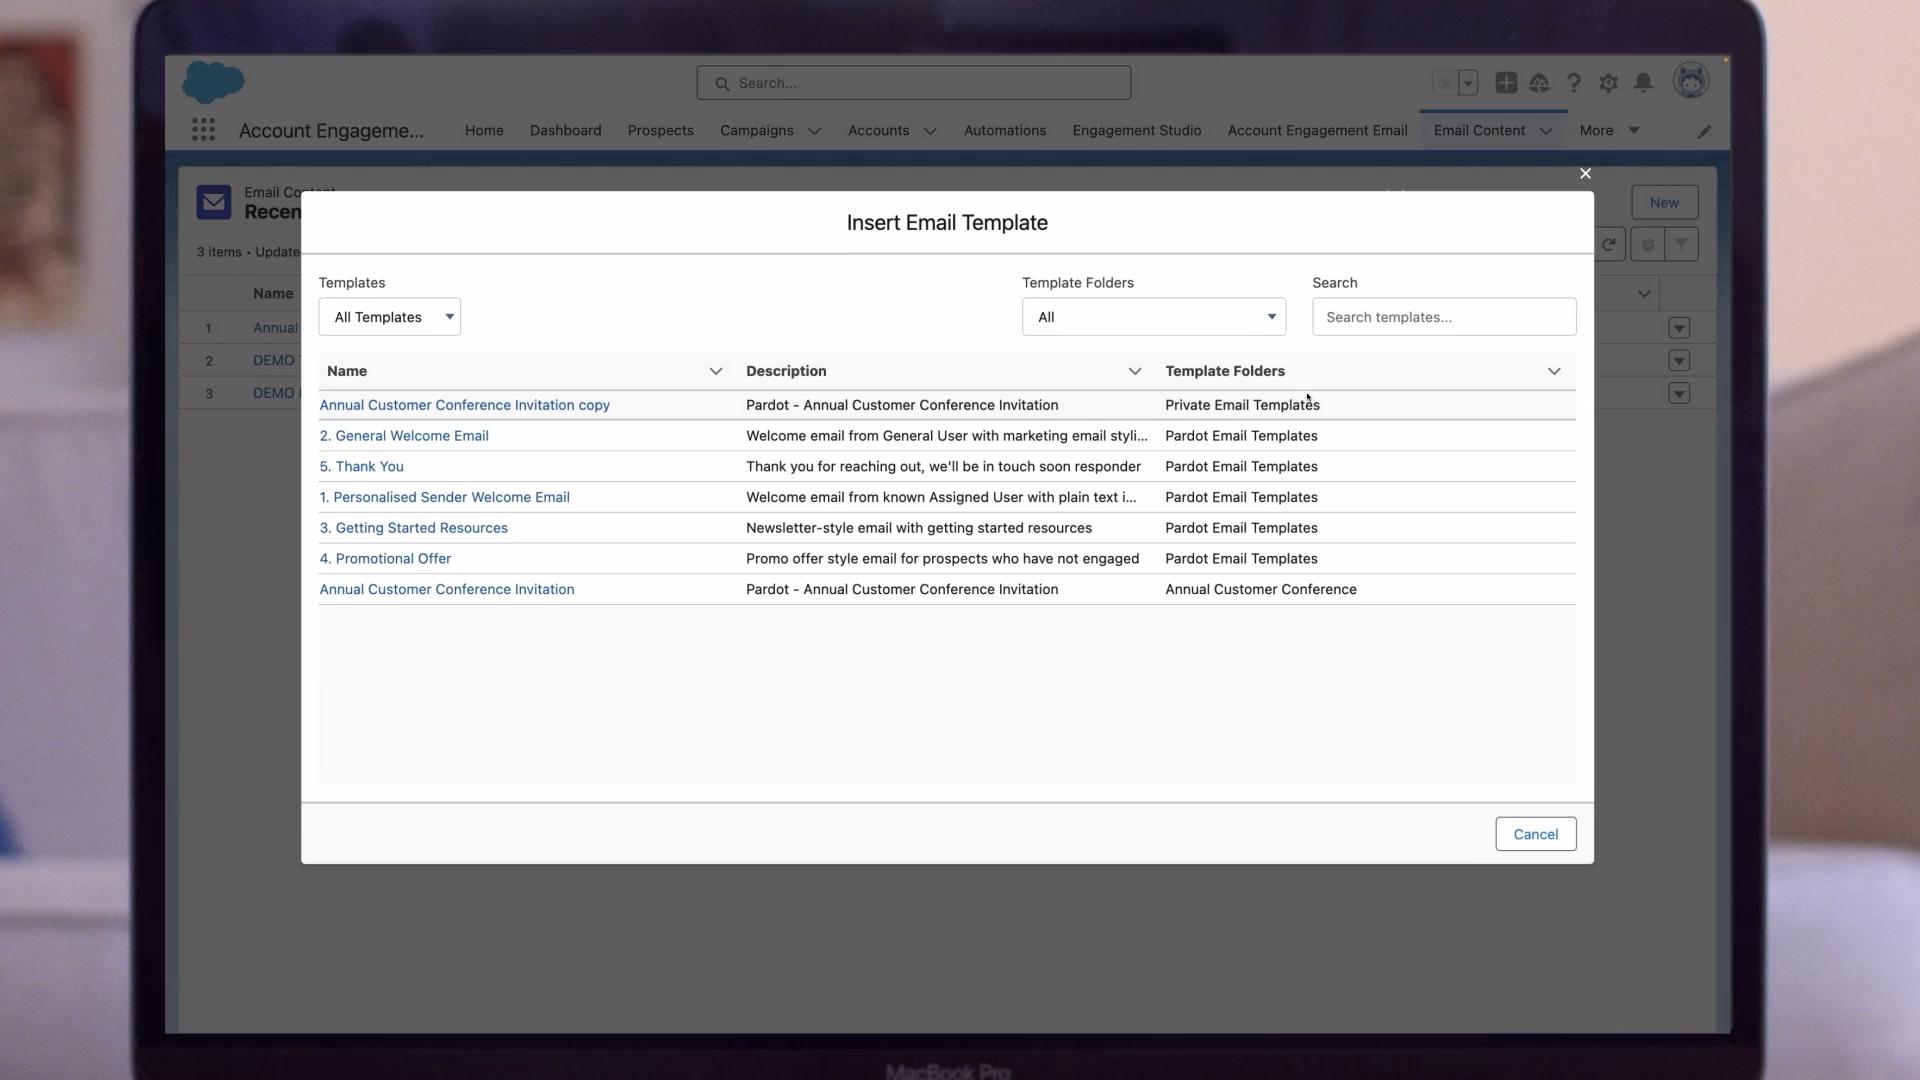 Search...
Account Engageme...
Home
Dashboard
Prospects
Campaigns
Accounts
Automations
Engagement Studio
Account Engagement Email
Email Content
More
Email Co
Recen
New
3 items • Update
Name
1
Annual
2
DEMO
3
DEMO
Insert Email Template
Templates
Template Folders
Search
All Templates
All
Search templates...
Name
Description
Template Folders
Annual Customer Conference Invitation copy
Pardot - Annual Customer Conference Invitation
Private Email Templates
2. General Welcome Email
Welcome email from General User with marketing email styli...
Pardot Email Templates
5. Thank You
Thank you for reaching out, we'll be in touch soon responder
Pardot Email Templates
1. Personalised Sender Welcome Email
Welcome email from known Assigned User with plain text i...
Pardot Email Templates
3. Getting Started Resources
Newsletter-style email with getting started resources
Pardot Email Templates
4. Promotional Offer
Promo offer style email for prospects who have not engaged
Pardot Email Templates
Annual Customer Conference Invitation
Pardot - Annual Customer Conference Invitation
Annual Customer Conference
Cancel
MacBook Pro